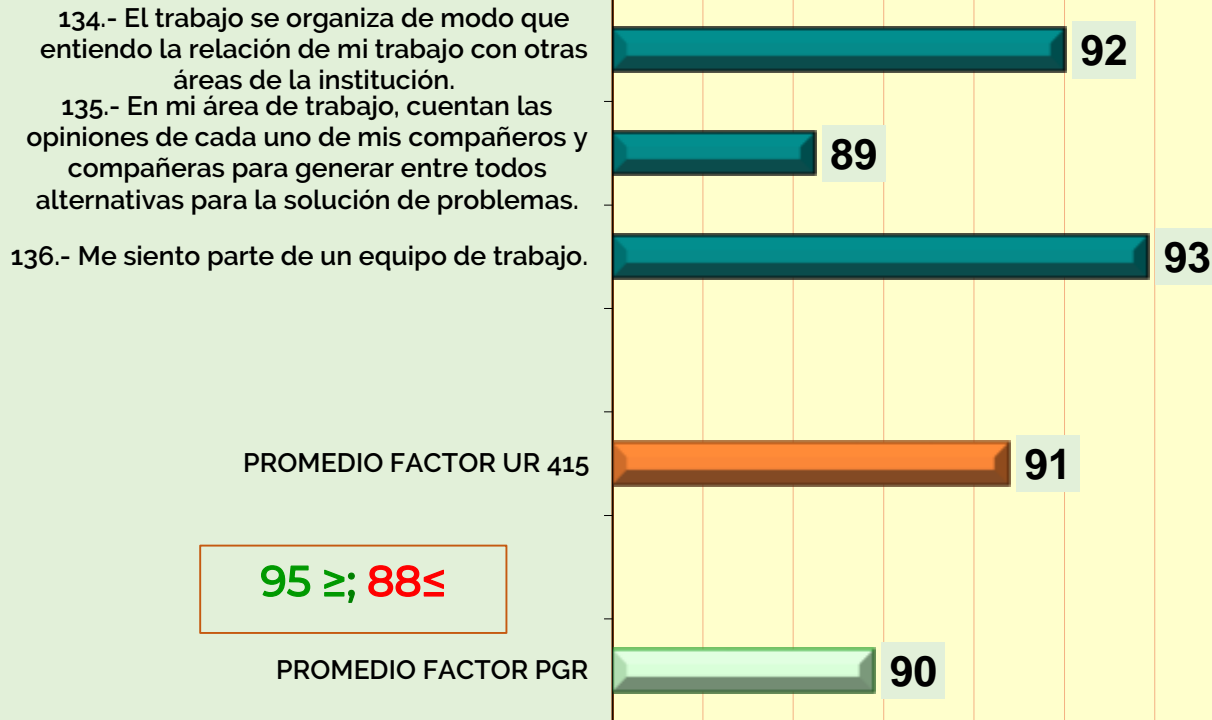 134.- El trabajo se organiza de modo que
entiendo la relación de mi trabajo con otras
áreas de la institución.
92
135.- En mi área de trabajo, cuentan las
opiniones de cada uno de mis compañeros y
compañeras para generar entre todos
alternativas para la solución de problemas.
89
136.- Me siento parte de un equipo de trabajo.
93
PROMEDIO FACTOR UR 415
91
95 ≥; 88≤
PROMEDIO FACTOR PGR
90